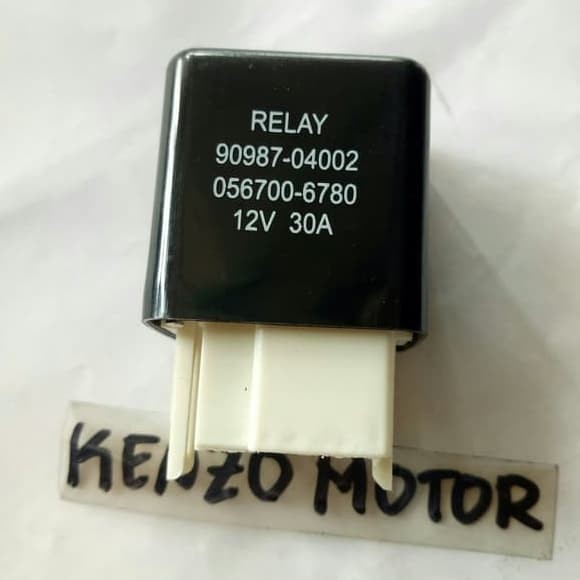 RELAY
90987-04002
056700-6780
12V 30A
KENZO MOTOR